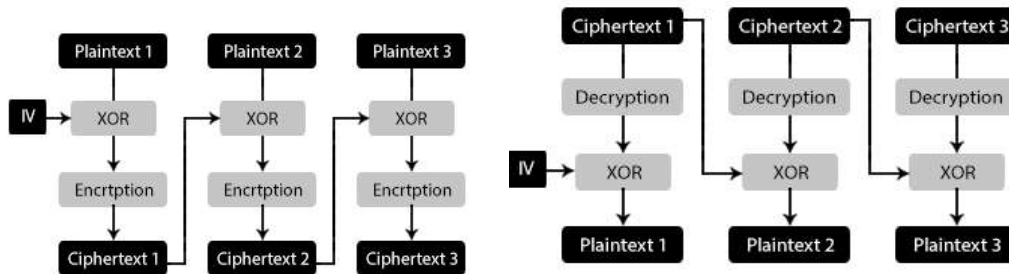 Plaintext 1 Plaintext 2 Plaintext 3
IV XOR XOR XOR
Encrtption Encrtption Encrtption
Ciphertext 1 Ciphertext 2 Ciphertext 3
Ciphertext 1 Ciphertext 2 Ciphertext 3
Decryption Decryption Decryption
IV XOR XOR XOR
Plaintext 1 Plaintext 2 Plaintext 3